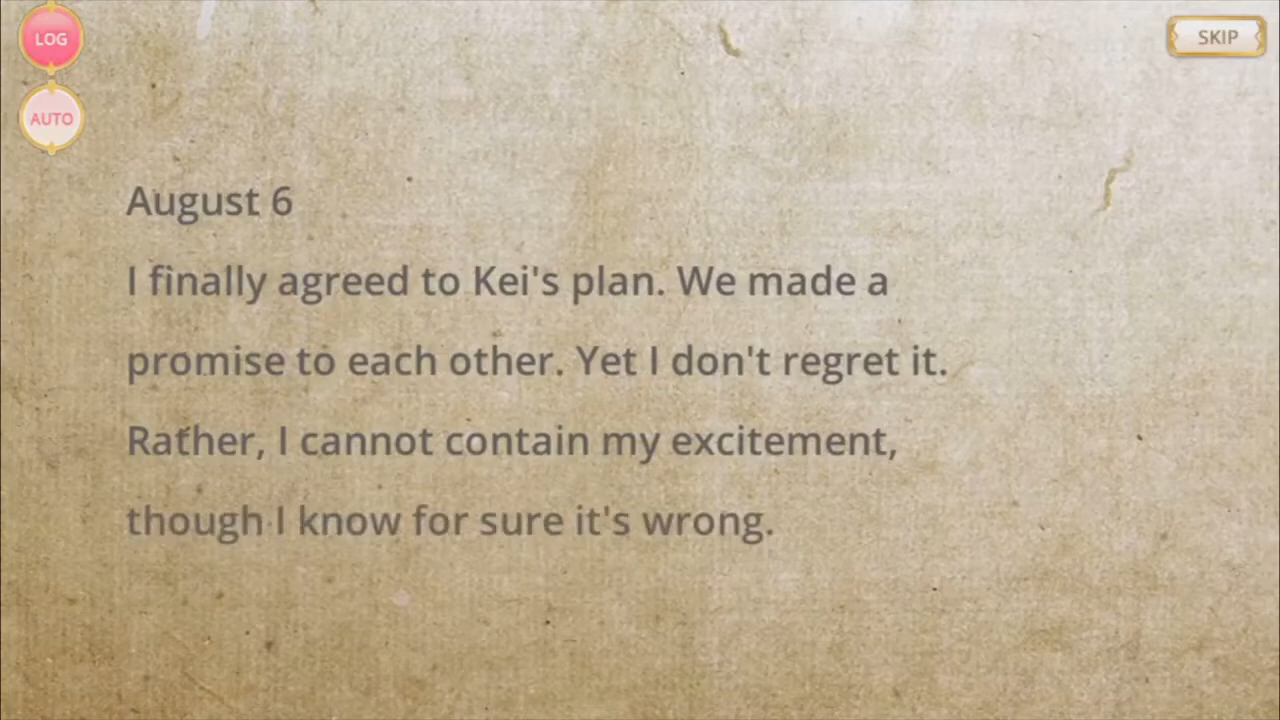 LOG
SKIP
AUTO
August 6
I finally agreed to Kei's plan. We made a
promise to each other. Yet I don't regret it.
Rather, I cannot contain my excitement,
though I know for sure it's wrong.